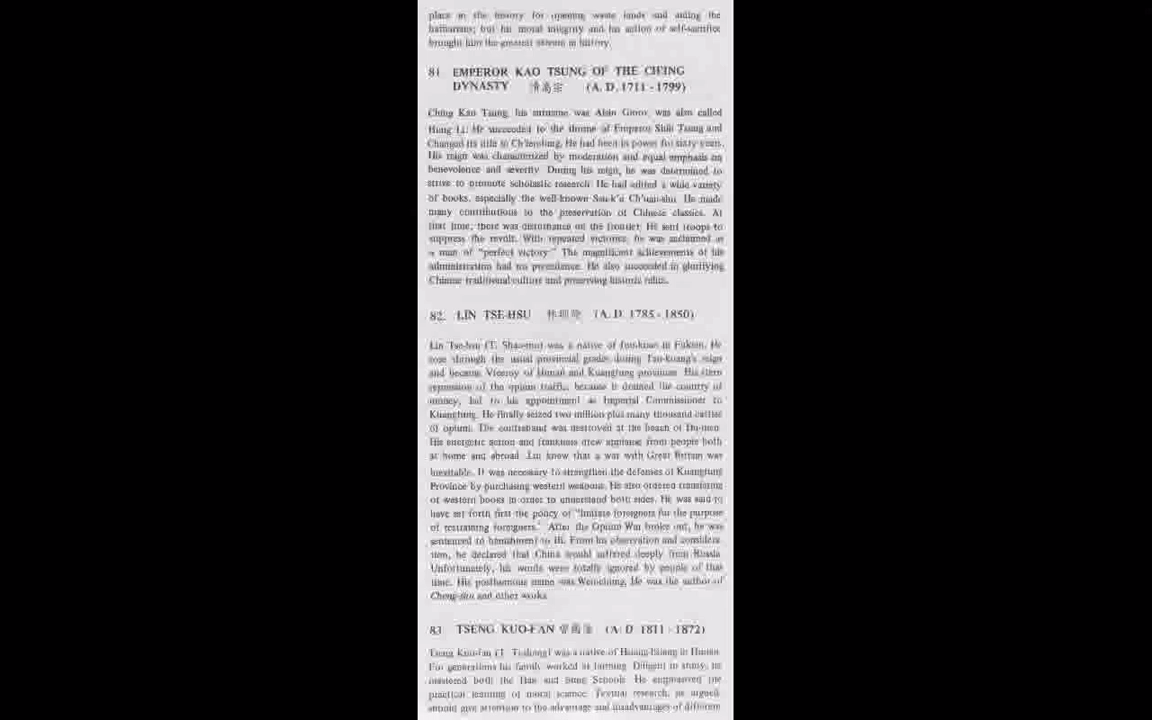 place in the history for opening waste lands and aiding the
barbarians; but his moral integrity and his action of self-sacrifice
brought him the greatest esteem in history.
81 EMPEROR KAO TSUNG OF THE CH'ING
DYNASTY 清高宗 (A. D. 1711 - 1799)
Ching Kao Tsung, his surname was Aisin Gioro, was also called
Hung Li. He succeeded to the throne of Emperor Shih Tsung and
Changed its title to Ch'ienlung. He had been in power for sixty years.
His reign was characterized by moderation and equal emphasis on
benevolence and severity. During his reign, he was determined to
strive to promote scholastic research. He had edited a wide variety
of books, especially the well-known Ssu-k'u Ch'uan-shu. He made
many contributions to the preservation of Chinese classics. At
that time, there was disturbance on the frontier. He sent troops to
suppress the revolt. With repeated victories, he was acclaimed as
a man of "perfect victory." The magnificent achievements of his
administration had no precedence. He also succeeded in glorifying
Chinese traditional culture and preserving historic relics.
82. LIN TSE-HSU 林則徐 (A. D. 1785 - 1850)
Lin Tse-hsu (T. Shao-mu) was a native of in Fukien. He
rose through the usual provincial grades during Tao-kuang's reign
and became Viceroy of Hunan and Kuangtung provinces. His stern
repression of the opium traffic, because it drained the country of
money, led to his appointment as Imperial Commissioner to
Kuangtung. He finally seized two million plus many thousand catties
of opium. The contraband was destroyed at the beach of Hu-men.
His energetic action and frankness drew applause from people both
at home and abroad. Lin knew that a war with Great Britain was
inevitable. It was necessary to strengthen the defenses of Kuangtung
Province by purchasing western weapons. He also ordered translating
of western books in order to understand both sides. He was said to
have set forth first the policy of "Imitate foreigners for the purpose
of restraining foreigners." After the Opium War broke out, he was
sentenced to banishment to Ili. From his observation and considera-
tion, he declared that China would suffered deeply from Russia.
Unfortunately, his words were totally ignored by people of that
time. His posthumous name was Wenchung. He was the author of
and other works.
83 TSENG KUO-FAN 曾國藩 (A. D 1811 - 1872)
Tseng Kuo-fan (T. ) was a native of Hsiang-hsiang in Hunan.
For generations his family worked at farming. Diligent in study, he
mastered both the Han and Sung Schools. He emphasized the
practical learning of moral science. Textual research, he argued,
should give attention to the advantage and disadvantages of different